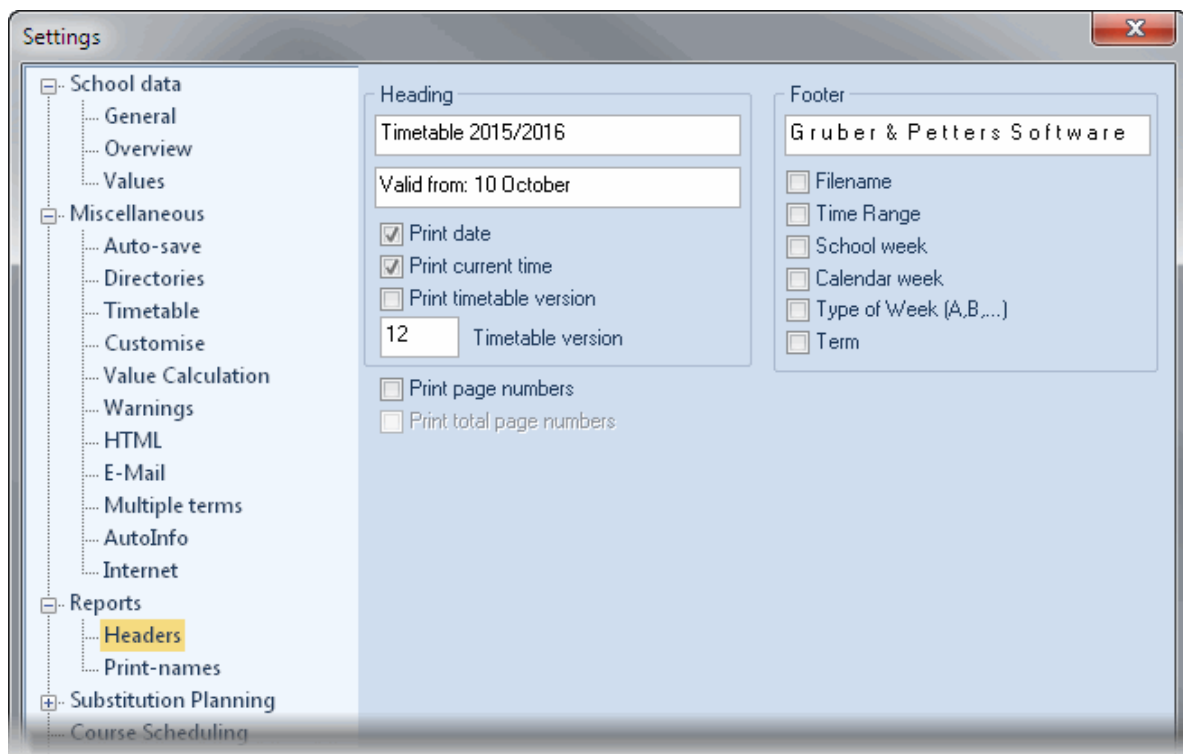 Settings
School data
General
Overview
Values
Miscellaneous
Auto-save
Directories
Timetable
Customise
Value Calculation
Warnings
HTML
E-Mail
Multiple terms
AutoInfo
Internet
Reports
Headers
Print-names
Substitution Planning
Course Scheduling
Heading
Timetable 2015/2016
Valid from: 10 October
Print date
Print current time
Print timetable version
12 Timetable version
Print page numbers
Print total page numbers
Footer
Gruber & Petters Software
Filename
Time Range
School week
Calendar week
Type of Week (A,B,...)
Term